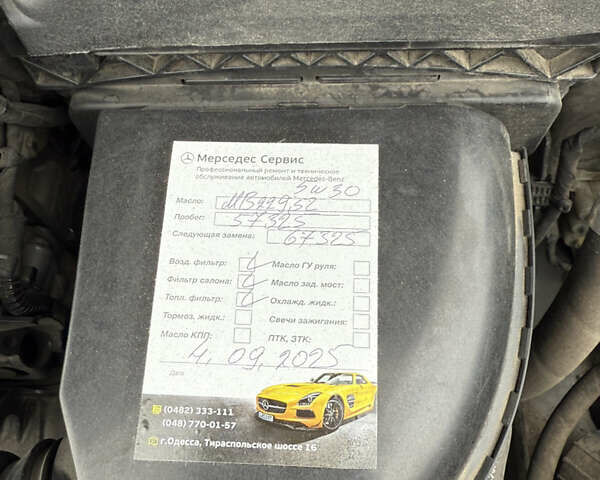 Мерседес Сервис
Профессиональный ремонт и техническое
обслуживание автомобилей Mercedes-Benz
5W30
Масло: MB 229,52
Пробег: 57325
Следующая замена: 67325
Возд. фильтр:
Масло ГУ руля:
Фильтр салона:
Масло зад. мост:
Топл. фильтр:
Охлажд. жидк.:
Тормоз. жидк.:
Свечи зажигания:
Масло КПП:
ПТК, ЗТК:
4. 09. 2025
Дата
(0482) 333-111
(048) 770-01-57
г.Одесса, Тираспольское шоссе 16